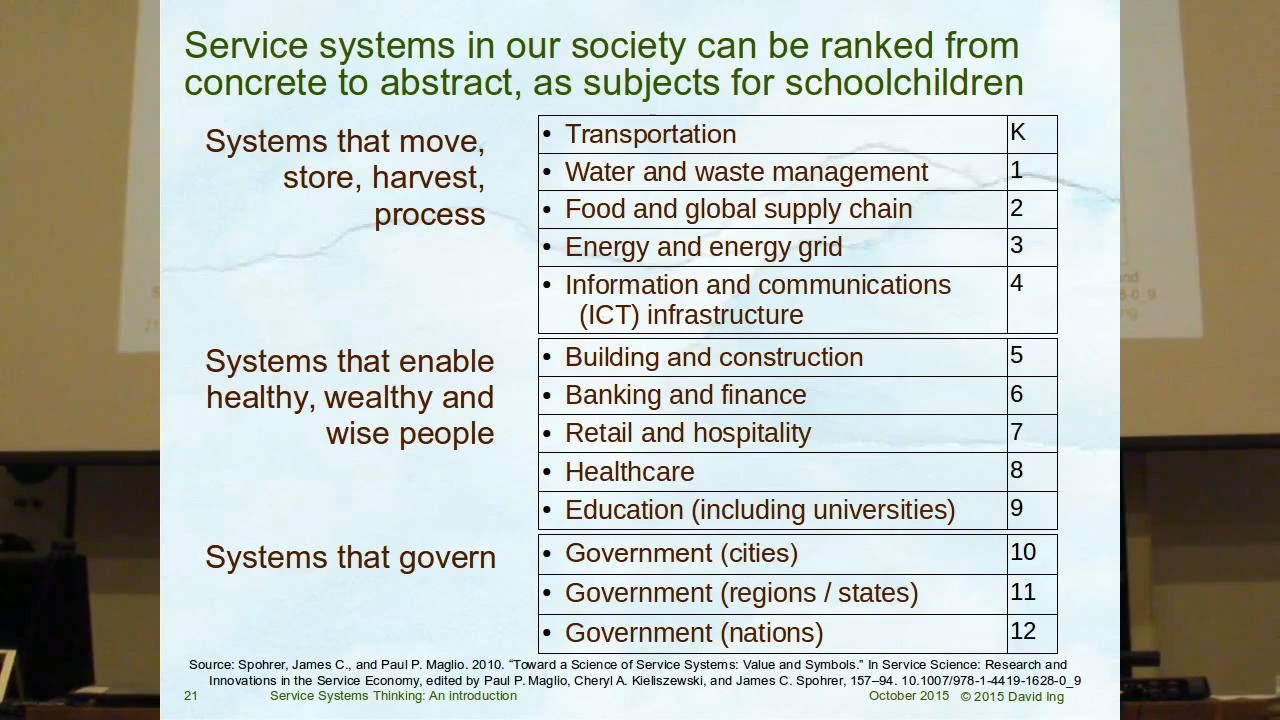 Service systems in our society can be ranked from
concrete to abstract, as subjects for schoolchildren
Systems that move,
store, harvest,
process
• Transportation K
• Water and waste management 1
• Food and global supply chain 2
• Energy and energy grid 3
• Information and communications 4
(ICT) infrastructure
Systems that enable
healthy, wealthy and
wise people
• Building and construction 5
• Banking and finance 6
• Retail and hospitality 7
• Healthcare 8
• Education (including universities) 9
Systems that govern
• Government (cities) 10
• Government (regions / states) 11
• Government (nations) 12
Source: Spohrer, James C., and Paul P. Maglio. 2010. “Toward a Science of Service Systems: Value and Symbols.” In Service Science: Research and
Innovations in the Service Economy, edited by Paul P. Maglio, Cheryl A. Kieliszewski, and James C. Spohrer, 157–94. 10.1007/978-1-4419-1628-0_9
21 Service Systems Thinking: An introduction October 2015 © 2015 David Ing